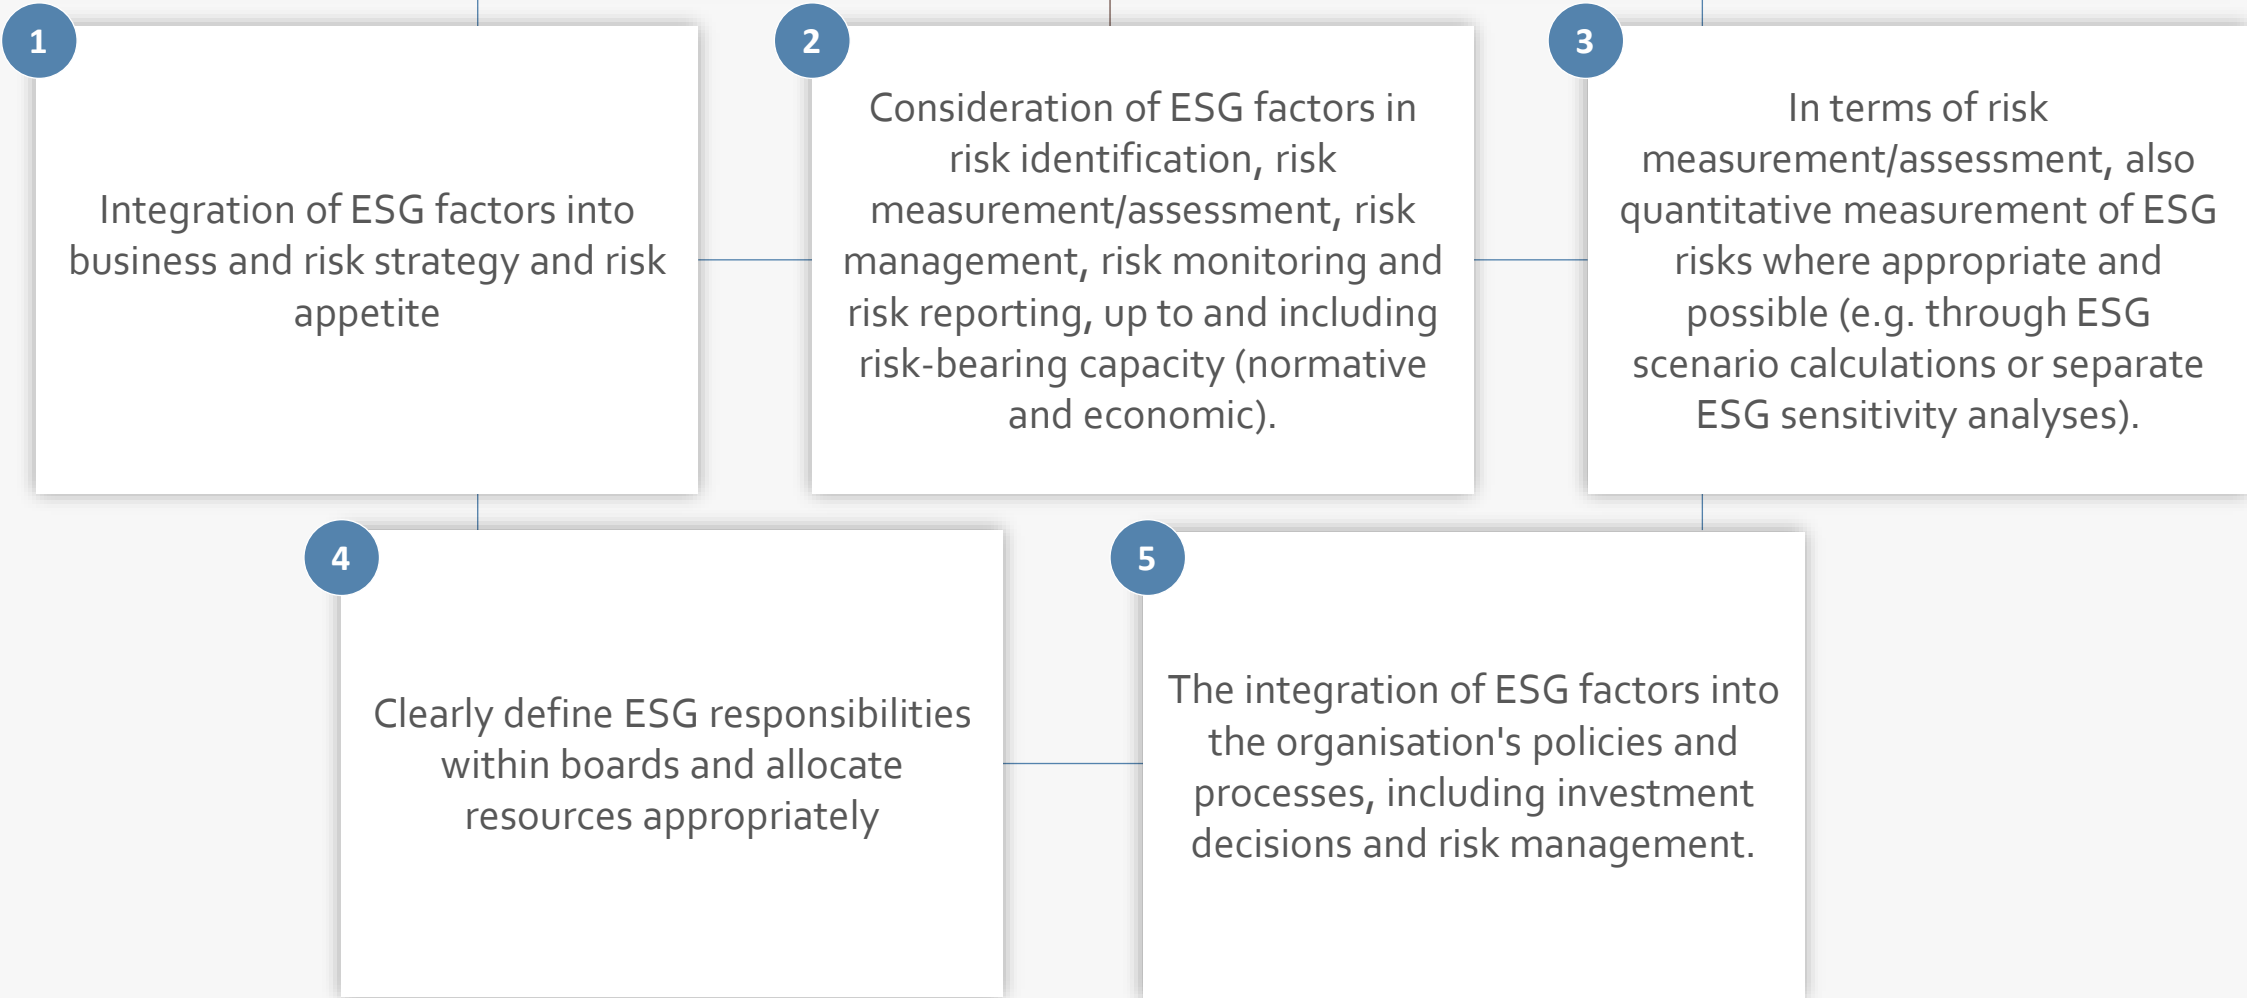 1
Integration of ESG factors into
business and risk strategy and risk
appetite
2
Consideration of ESG factors in
risk identification, risk
measurement/assessment, risk
management, risk monitoring and
risk reporting, up to and including
risk-bearing capacity (normative
and economic).
3
In terms of risk
measurement/assessment, also
quantitative measurement of ESG
risks where appropriate and
possible (e.g. through ESG
scenario calculations or separate
ESG sensitivity analyses).
4
Clearly define ESG responsibilities
within boards and allocate
resources appropriately
5
The integration of ESG factors into
the organisation's policies and
processes, including investment
decisions and risk management.